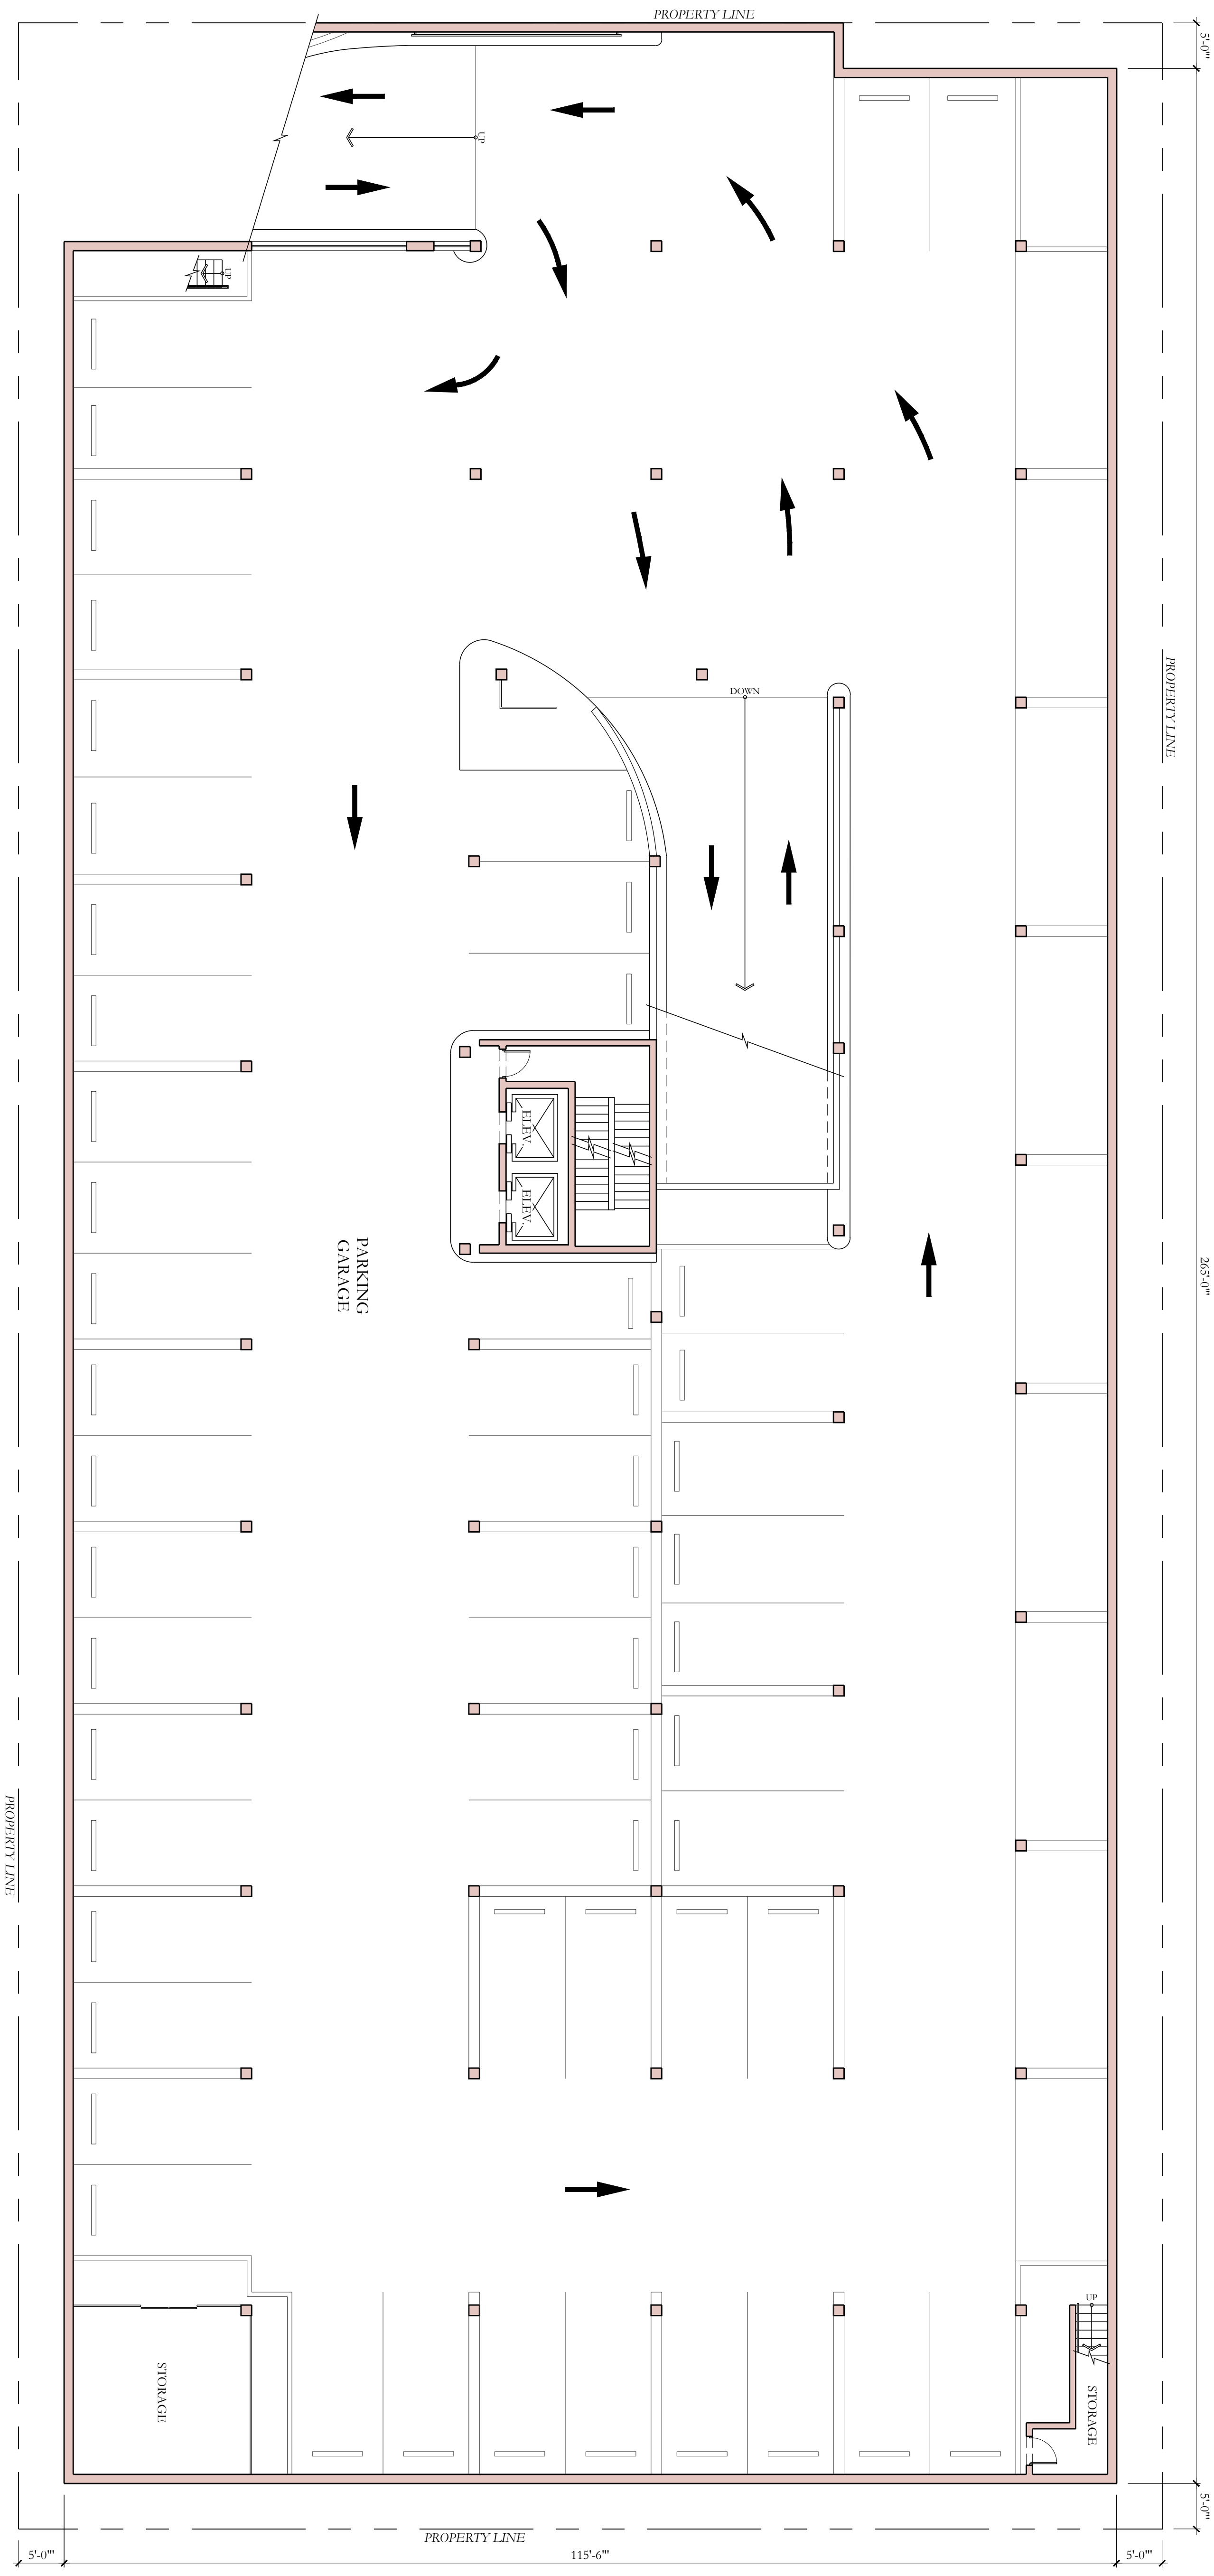 PROPERTY LINE
5'-0"'
UP
UP
PROPERTY LINE
DOWN
ELEV.
ELEV.
PARKING
GARAGE
265'-0"'
PROPERTY LINE
UP
STORAGE
STORAGE
5'-0"'
PROPERTY LINE
5'-0"'
115'-6"'
5'-0"'